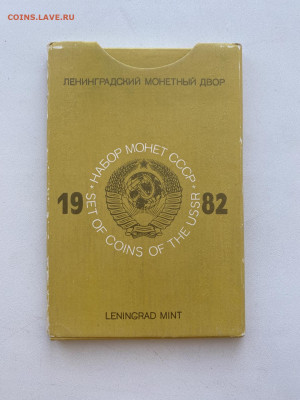 COINS.LAVE.RU
ЛЕНИНГРАДСКИЙ МОНЕТНЫЙ ДВОР
• НАБОР МОНЕТ СССР •
19 82
SET OF COINS OF THE USSR
LENINGRAD MINT